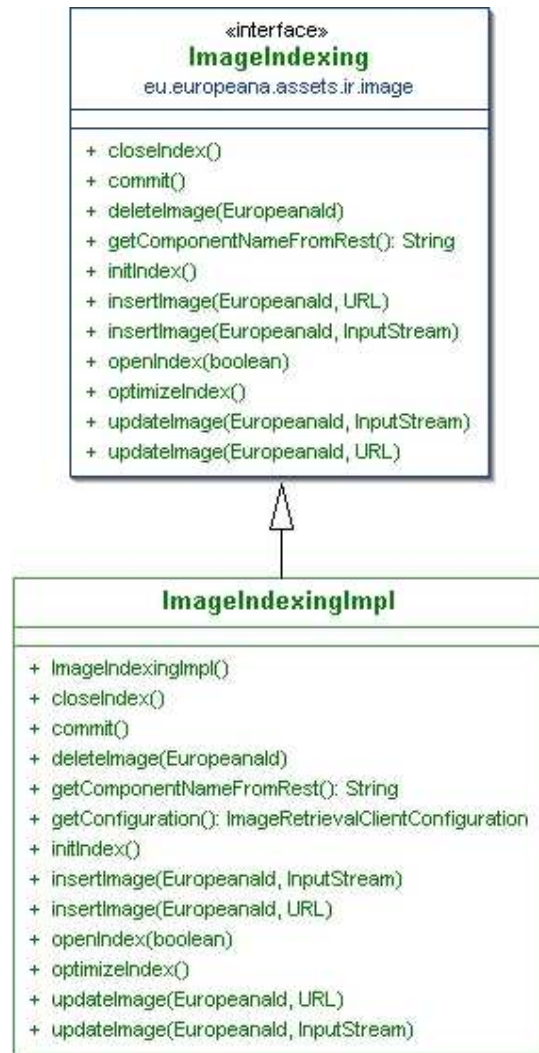 «interface»
ImageIndexing
eu.europeana.assets.ir.image
+ closeIndex()
+ commit()
+ deleteImage(EuropeanaId)
+ getComponentNameFromRest(): String
+ initIndex()
+ insertImage(EuropeanaId, URL)
+ insertImage(EuropeanaId, InputStream)
+ openIndex(boolean)
+ optimizeIndex()
+ updateImage(EuropeanaId, InputStream)
+ updateImage(EuropeanaId, URL)
ImageIndexingImpl
+ ImageIndexingImpl()
+ closeIndex()
+ commit()
+ deleteImage(EuropeanaId)
+ getComponentNameFromRest(): String
+ getConfiguration(): ImageRetrievalClientConfiguration
+ initIndex()
+ insertImage(EuropeanaId, InputStream)
+ insertImage(EuropeanaId, URL)
+ openIndex(boolean)
+ optimizeIndex()
+ updateImage(EuropeanaId, URL)
+ updateImage(EuropeanaId, InputStream)